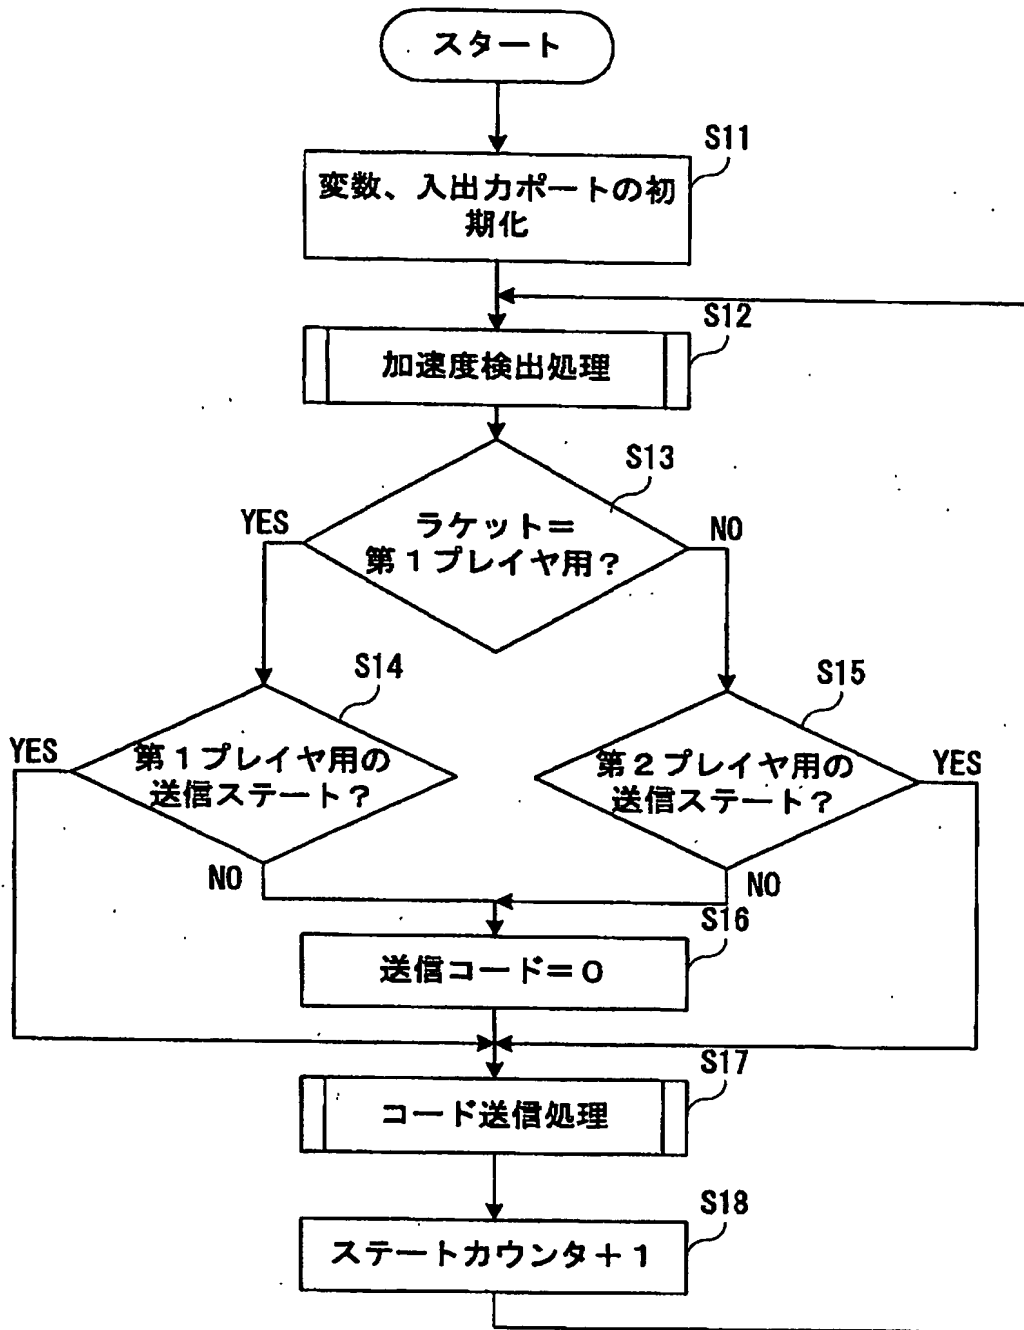 スタート
S11
変数、入出力ポートの初
期化
S12
加速度検出処理
S13
YES
ラケット＝
第１プレイヤ用？
NO
S14
S15
YES
第１プレイヤ用の
送信ステート？
第２プレイヤ用の
送信ステート？
YES
NO
NO
S16
送信コード＝０
S17
コード送信処理
S18
ステートカウンタ＋１